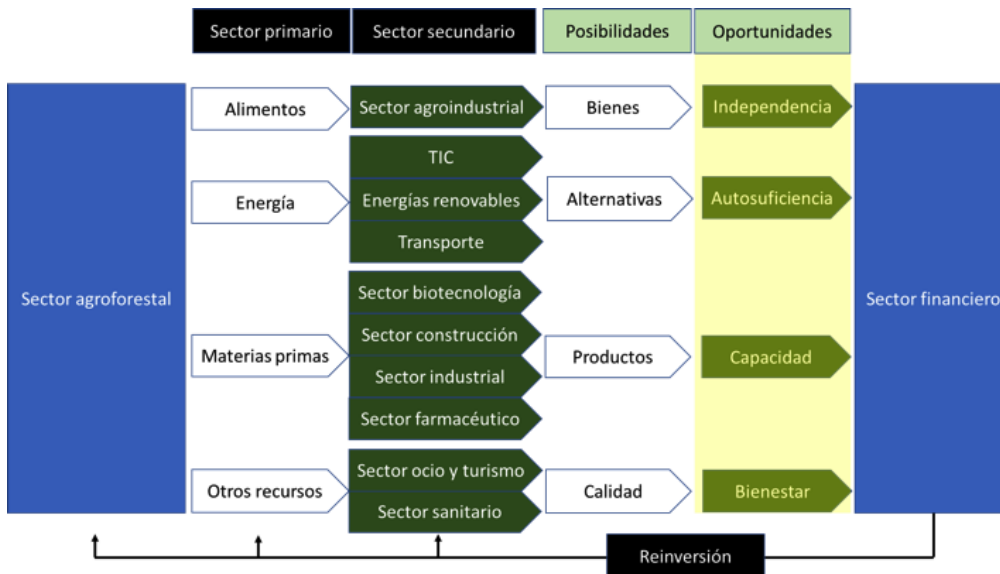 Sector primario
Sector secundario
Posibilidades
Oportunidades
Sector agroforestal
Alimentos
Sector agroindustrial
Bienes
Independencia
Energía
TIC
Energías renovables
Transporte
Alternativas
Autosuficiencia
Materias primas
Sector biotecnología
Sector construcción
Sector industrial
Sector farmacéutico
Productos
Capacidad
Otros recursos
Sector ocio y turismo
Sector sanitario
Calidad
Bienestar
Sector financiero
Reinversión